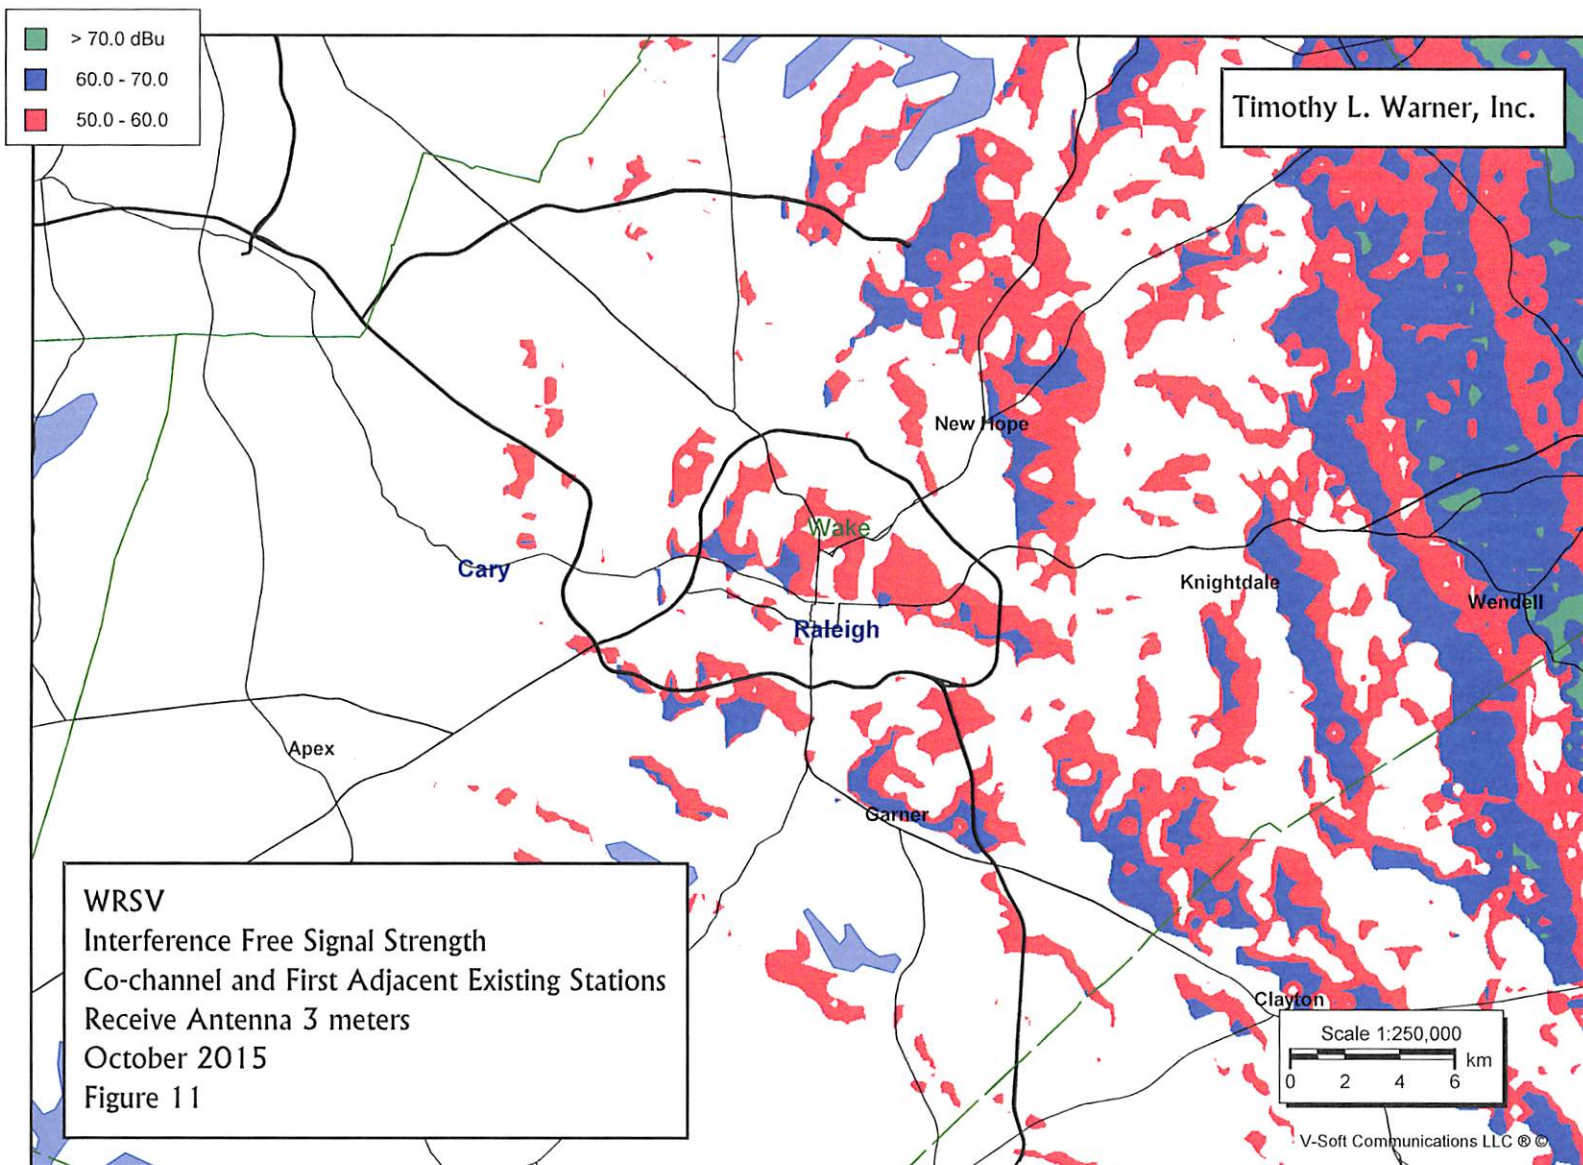 > 70.0 dBu
60.0 - 70.0
50.0 - 60.0
Timothy L. Warner, Inc.
New Hope
Wake
Cary
Knightdale
Wendell
Raleigh
Apex
Garner
WRSV
Interference Free Signal Strength
Co-channel and First Adjacent Existing Stations
Receive Antenna 3 meters
October 2015
Figure 11
Clayton
Scale 1:250,000
km
0 2 4 6
V-Soft Communications LLC ® ©